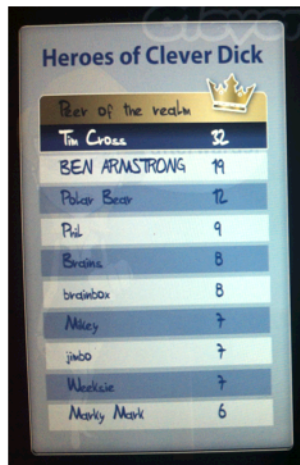 Heroes of Clever Dick
Peer of the realm
Tim Cross 32
BEN ARMSTRONG 19
Polar Bear 12
Phil 9
Brains 8
brainbox 8
Mikey 7
jimbo 7
Weeksie 7
Marky Mark 6